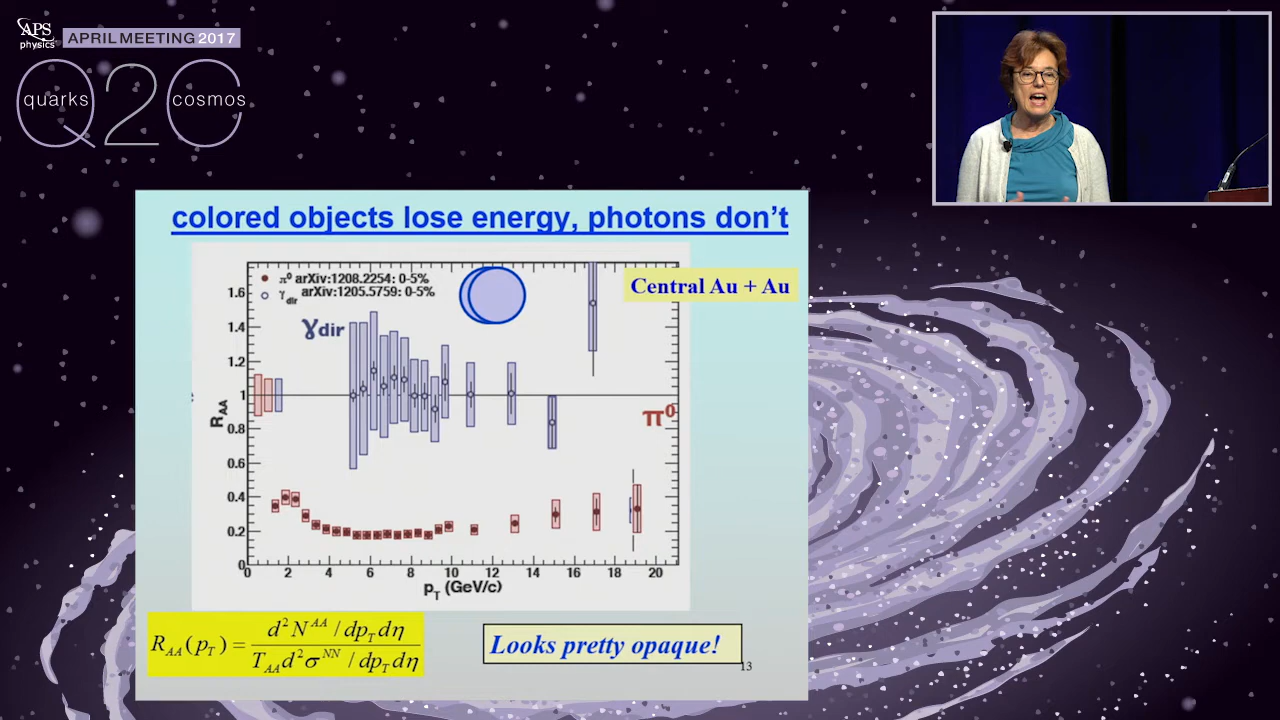 APS
physics
APRIL MEETING 2017
Q2C
quarks
cosmos
colored objects lose energy, photons don't
π⁰ arXiv:1208.2254: 0-5%
γdir arXiv:1205.5759: 0-5%
Central Au + Au
γdir
π⁰
RAA
1.6
1.4
1.2
1
0.8
0.6
0.4
0.2
0
0 2 4 6 8 10 12 14 16 18 20
pT (GeV/c)
RAA(pT) = d²N^AA / dpT dη
TAA d²σ^NN / dpT dη
Looks pretty opaque!
13